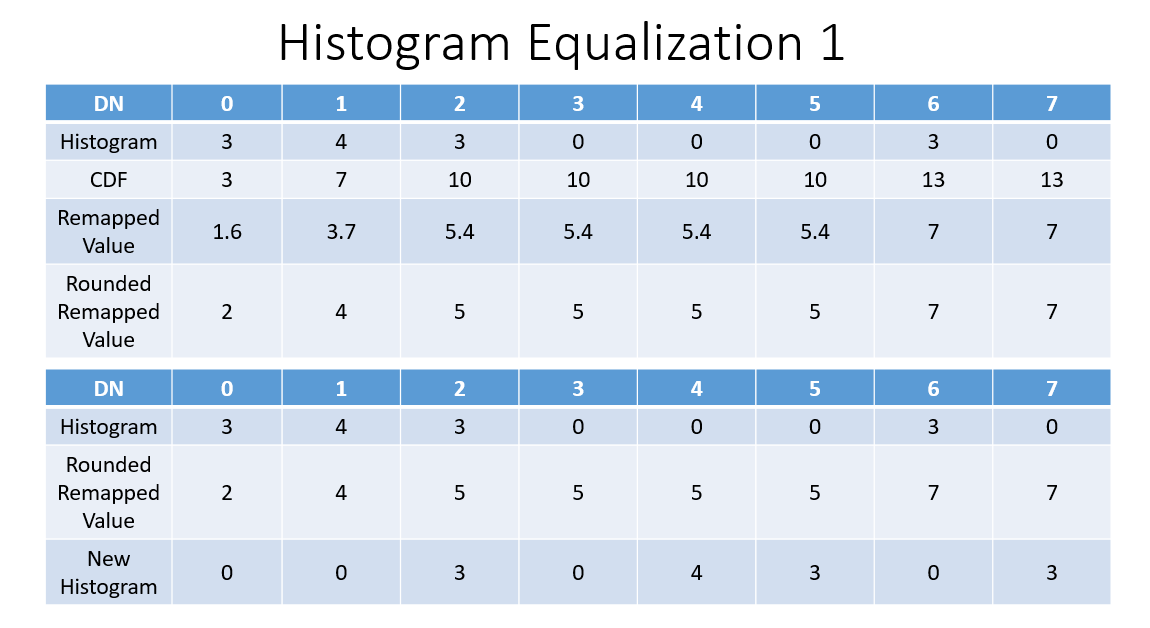 Histogram Equalization 1
DN 0 1 2 3 4 5 6 7
Histogram 3 4 3 0 0 0 3 0
CDF 3 7 10 10 10 10 13 13
Remapped
Value 1.6 3.7 5.4 5.4 5.4 5.4 7 7
Rounded
Remapped
Value 2 4 5 5 5 5 7 7
DN 0 1 2 3 4 5 6 7
Histogram 3 4 3 0 0 0 3 0
Rounded
Remapped
Value 2 4 5 5 5 5 7 7
New
Histogram 0 0 3 0 4 3 0 3